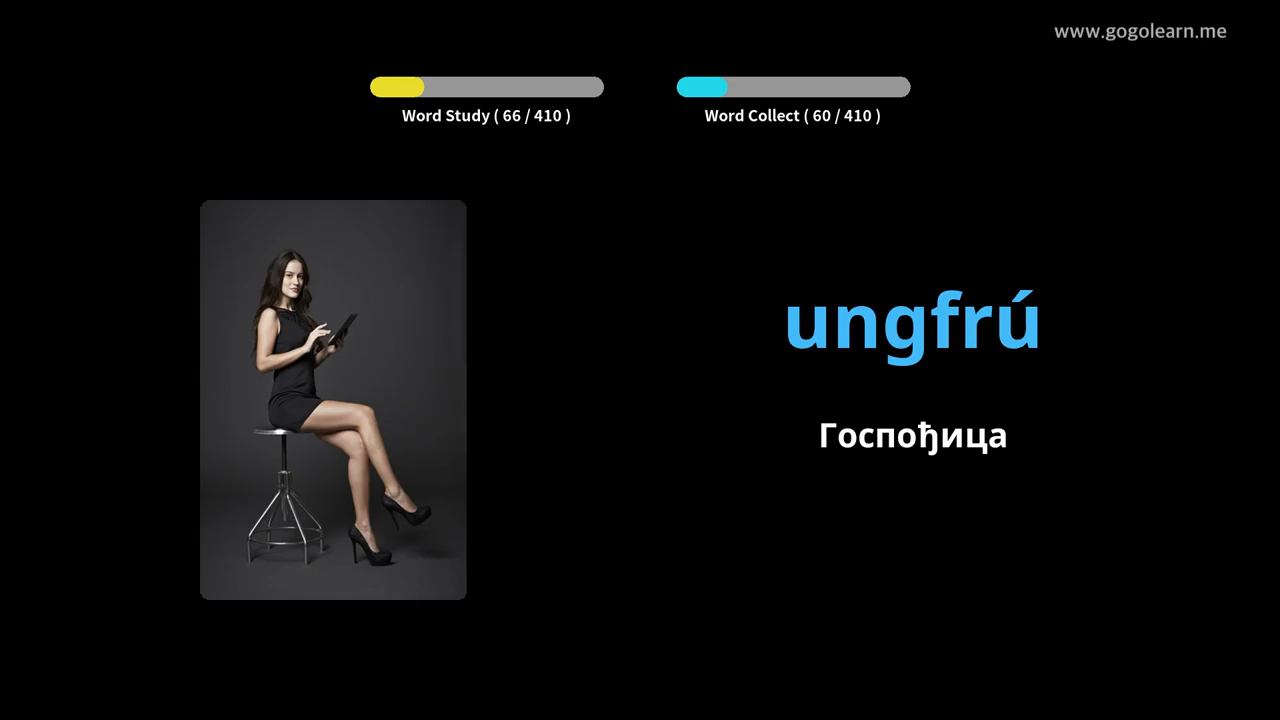 www.gogolearn.me
Word Study ( 66 / 410 )
Word Collect ( 60 / 410 )
ungfrú
Госпођица